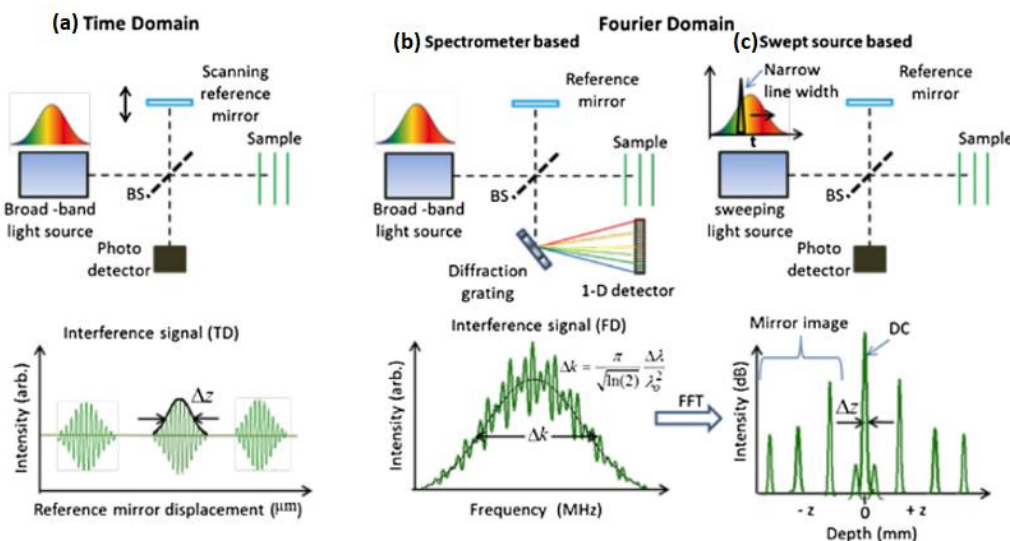 (a) Time Domain
Fourier Domain
(b) Spectrometer based
(c) Swept source based
Scanning
reference
mirror
Sample
BS
Broad -band
light source
Photo
detector
Reference
mirror
Sample
BS
Broad -band
light source
Diffraction
grating
1-D detector
Narrow
line width
t
Reference
mirror
Sample
BS
sweeping
light source
Photo
detector
Interference signal (TD)
Intensity (arb.)
Δz
Reference mirror displacement (μm)
Interference signal (FD)
Intensity (arb.)
Δk = π / √ln(2) Δλ / λ₀²
Δk
Frequency (MHz)
FFT
Mirror image
DC
Δz
Intensity (dB)
- z 0 + z
Depth (mm)